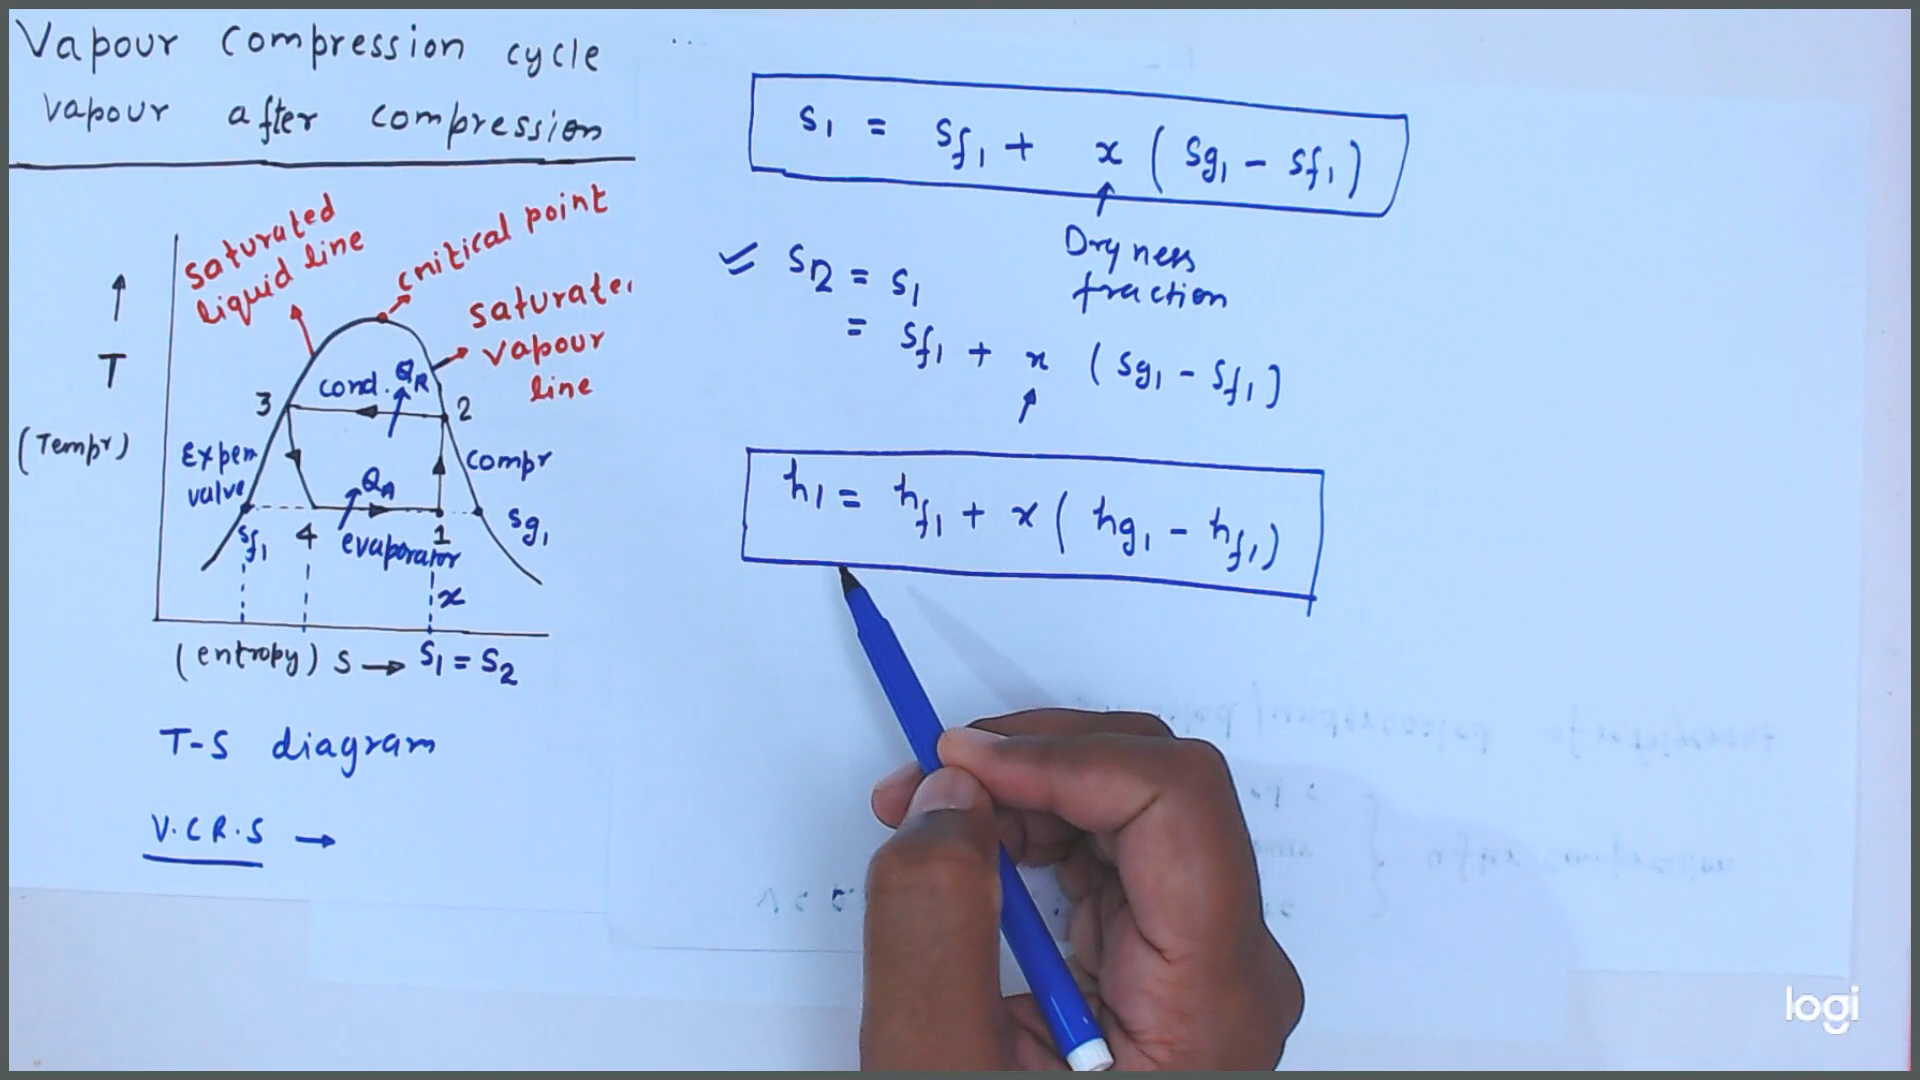 Vapour compression cycle
vapour after compression
saturated
liquid line
critical point
saturate
vapour
line
↑
T
(Tempr)
cond. QR
3
2
Expen
valve
compr
QA
sf1
4
evaporator
1
sg1
x
(entropy) S → S1 = S2
T-S diagram
V.C.R.S →
s1 = sf1 + x (sg1 - sf1)
↑
Dryness
fraction
s2 = s1
= sf1 + x (sg1 - sf1)
↑
h1 = hf1 + x (hg1 - hf1)
logi